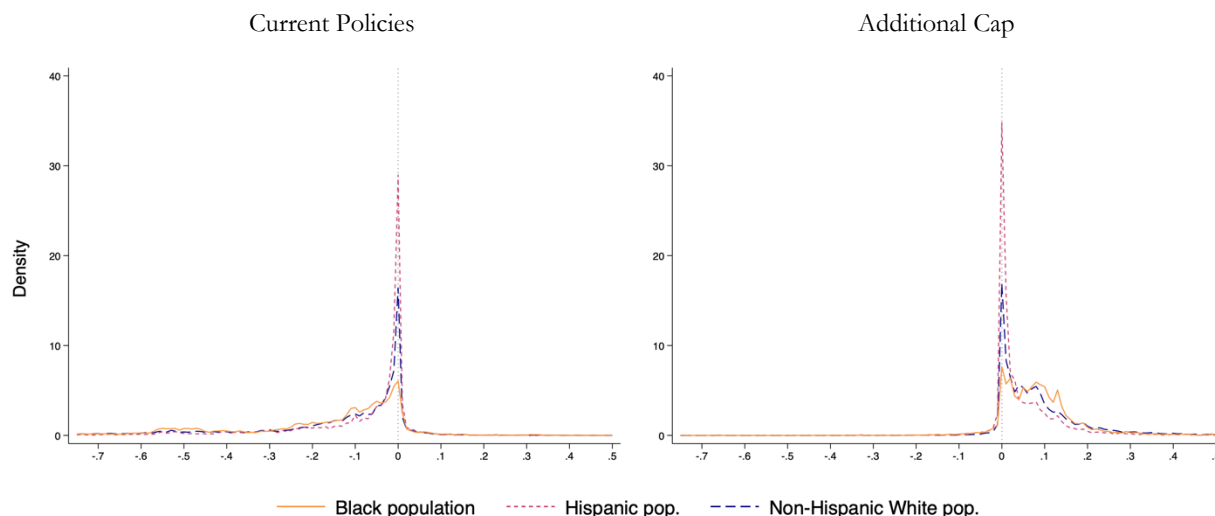 Current Policies
Additional Cap
Density
40
30
20
10
0
-.7 -.6 -.5 -.4 -.3 -.2 -.1 0 .1 .2 .3 .4 .5
40
30
20
10
0
-.7 -.6 -.5 -.4 -.3 -.2 -.1 0 .1 .2 .3 .4
Black population Hispanic pop. Non-Hispanic White pop.